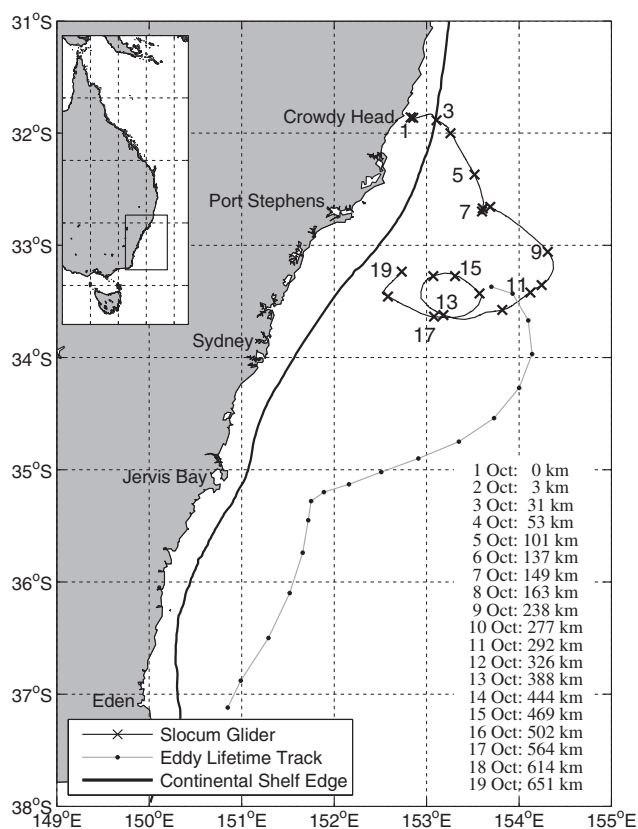 31°S
32°S
33°S
34°S
35°S
36°S
37°S
38°S
149°E
150°E
151°E
152°E
153°E
154°E
155°E
Crowdy Head
Port Stephens
Sydney
Jervis Bay
Eden
1
3
5
7
9
11
13
15
17
19
1 Oct: 0 km
2 Oct: 3 km
3 Oct: 31 km
4 Oct: 53 km
5 Oct: 101 km
6 Oct: 137 km
7 Oct: 149 km
8 Oct: 163 km
9 Oct: 238 km
10 Oct: 277 km
11 Oct: 292 km
12 Oct: 326 km
13 Oct: 388 km
14 Oct: 444 km
15 Oct: 469 km
16 Oct: 502 km
17 Oct: 564 km
18 Oct: 614 km
19 Oct: 651 km
Slocum Glider
Eddy Lifetime Track
Continental Shelf Edge